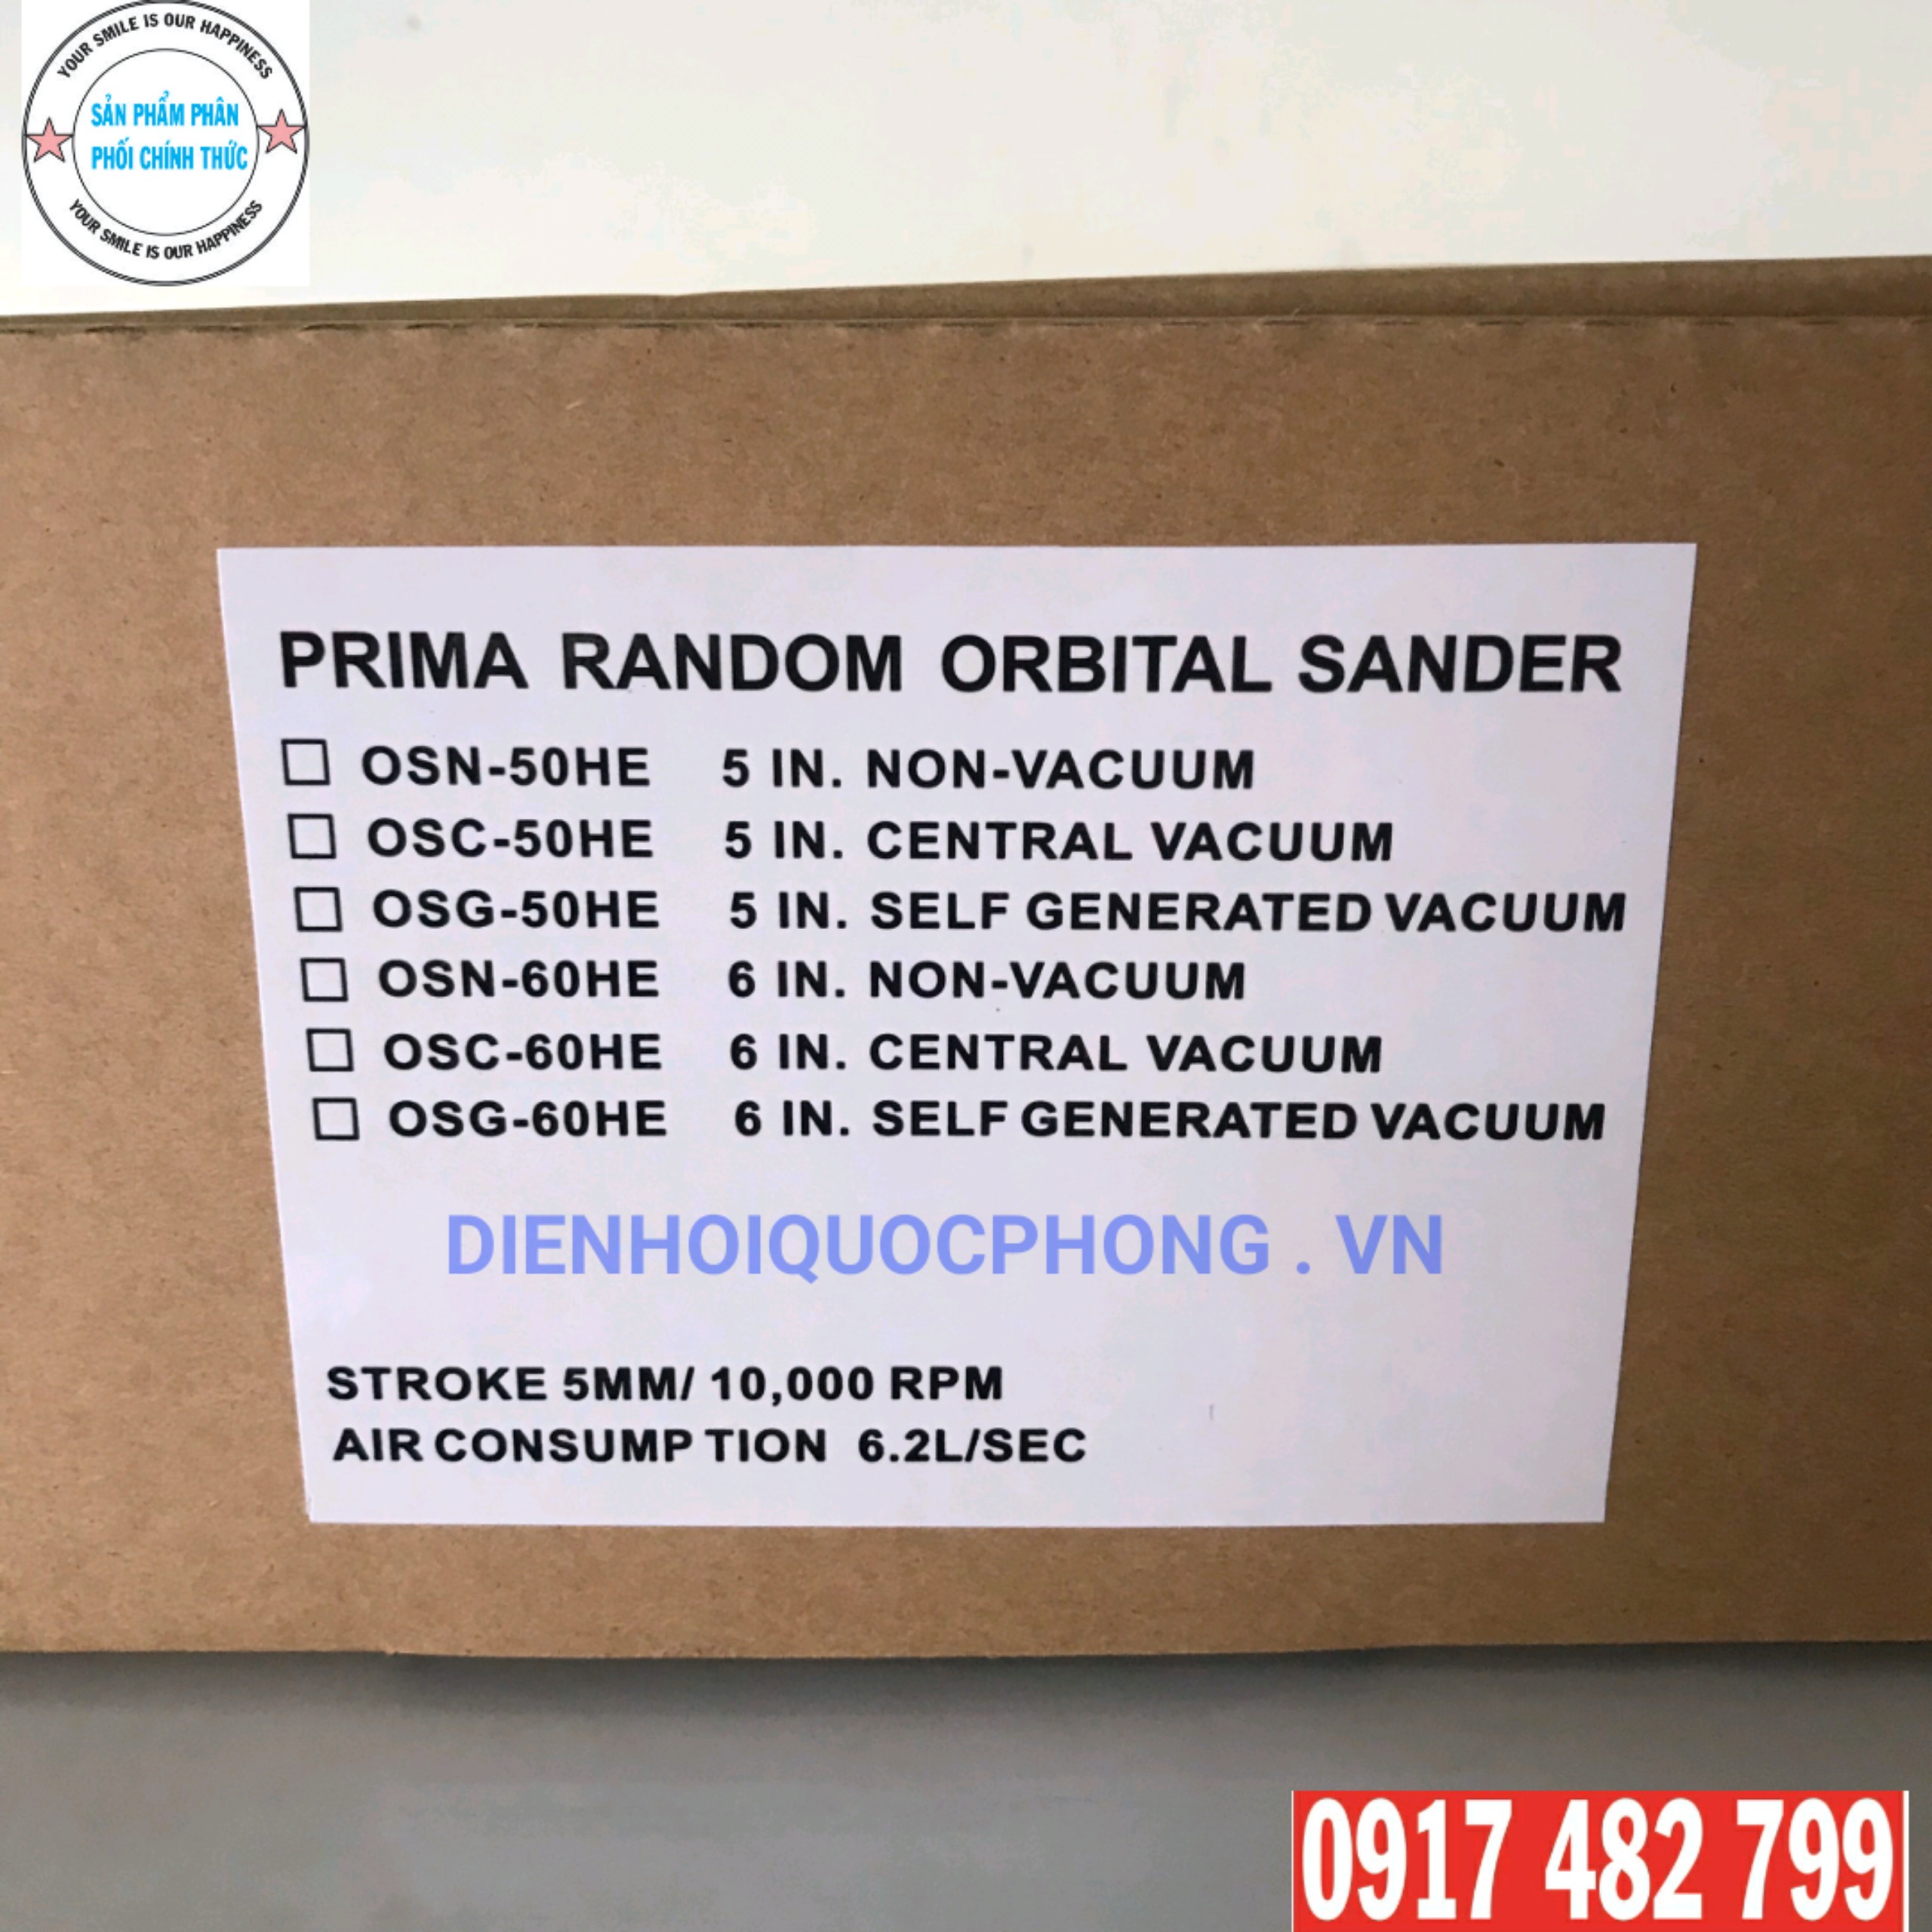 YOUR SMILE IS OUR HAPPINESS
SẢN PHẨM PHÂN
PHỐI CHÍNH THỨC
YOUR SMILE IS OUR HAPPINESS
PRIMA RANDOM ORBITAL SANDER
☐ OSN-50HE 5 IN. NON-VACUUM
☐ OSC-50HE 5 IN. CENTRAL VACUUM
☐ OSG-50HE 5 IN. SELF GENERATED VACUUM
☐ OSN-60HE 6 IN. NON-VACUUM
☐ OSC-60HE 6 IN. CENTRAL VACUUM
☐ OSG-60HE 6 IN. SELF GENERATED VACUUM
DIENHOIQUOCPHONG . VN
STROKE 5MM/ 10,000 RPM
AIR CONSUMP TION 6.2L/SEC
0917 482 799